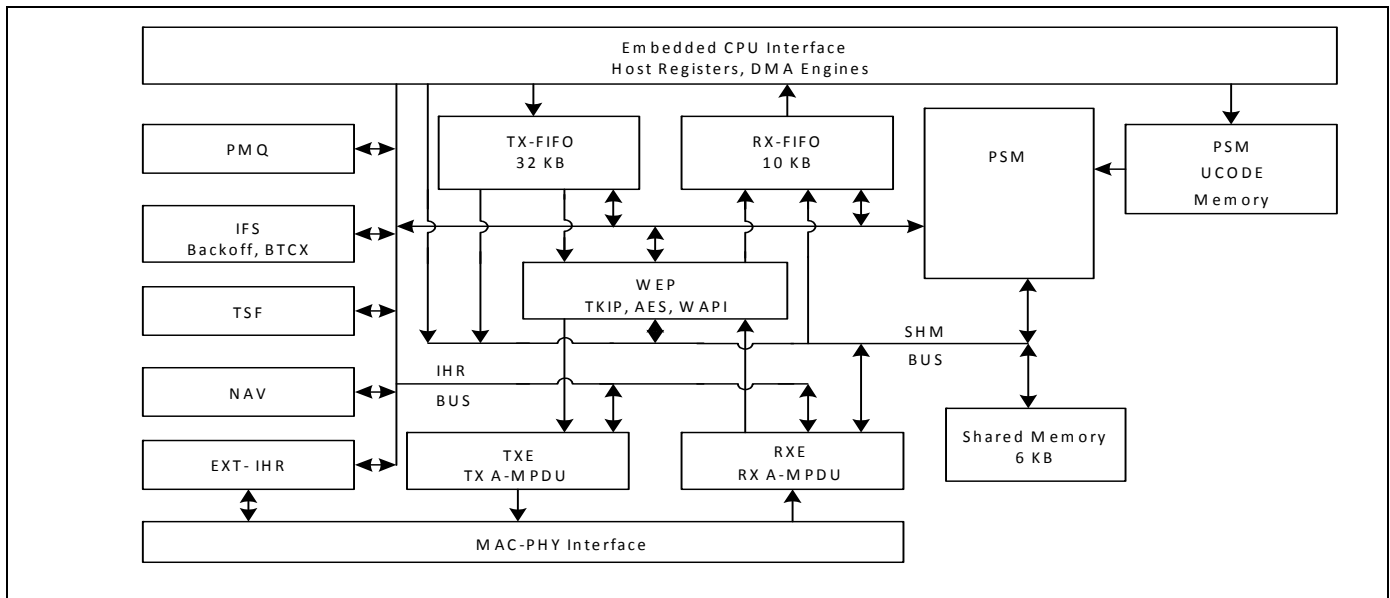 Embedded CPU Interface
Host Registers, DMA Engines
PMQ
TX-FIFO
32 KB
RX-FIFO
10 KB
PSM
PSM
UCODE
Memory
IFS
Backoff, BTCX
WEP
TKIP, AES, WAPI
TSF
SHM
BUS
NAV
IHR
BUS
Shared Memory
6 KB
EXT- IHR
TXE
TX A-MPDU
RXE
RX A-MPDU
MAC-PHY Interface